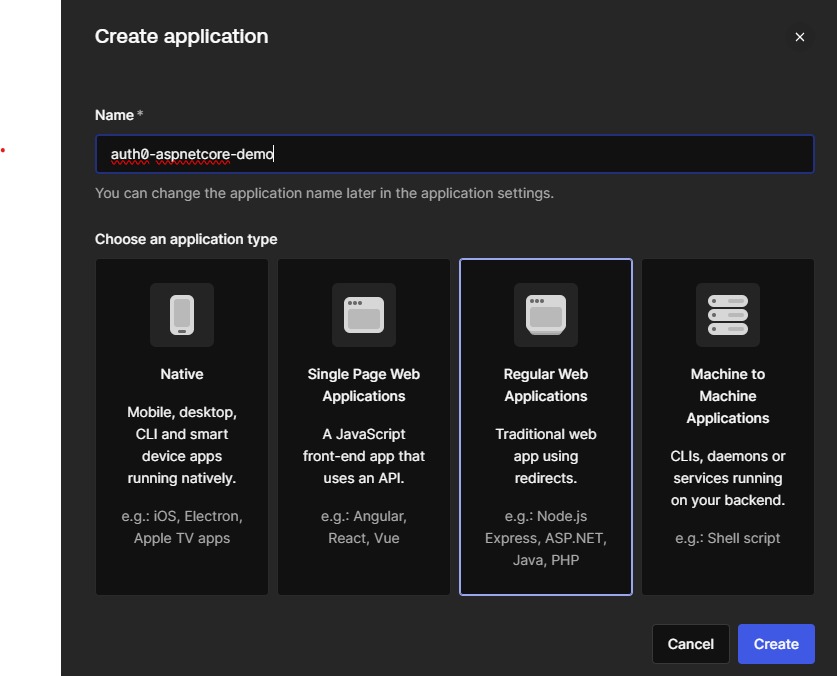 Create application
Name *
auth0-aspnetcore-demo
You can change the application name later in the application settings.
Choose an application type
Native
Mobile, desktop,
CLI and smart
device apps
running natively.
e.g.: iOS, Electron,
Apple TV apps
Single Page Web
Applications
A JavaScript
front-end app that
uses an API.
e.g.: Angular,
React, Vue
Regular Web
Applications
Traditional web
app using
redirects.
e.g.: Node.js
Express, ASP.NET,
Java, PHP
Machine to
Machine
Applications
CLIs, daemons or
services running
on your backend.
e.g.: Shell script
Cancel
Create